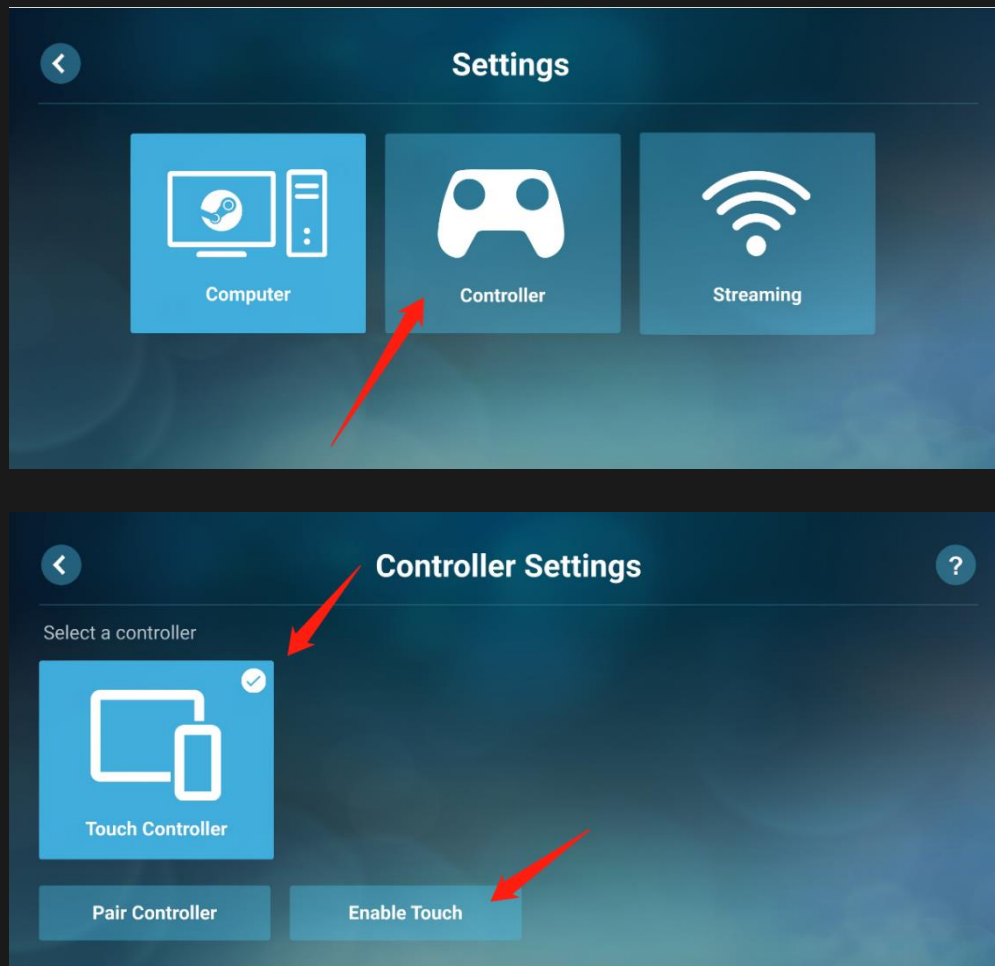 Settings
Computer
Controller
Streaming
Controller Settings
?
Select a controller
Touch Controller
Pair Controller
Enable Touch